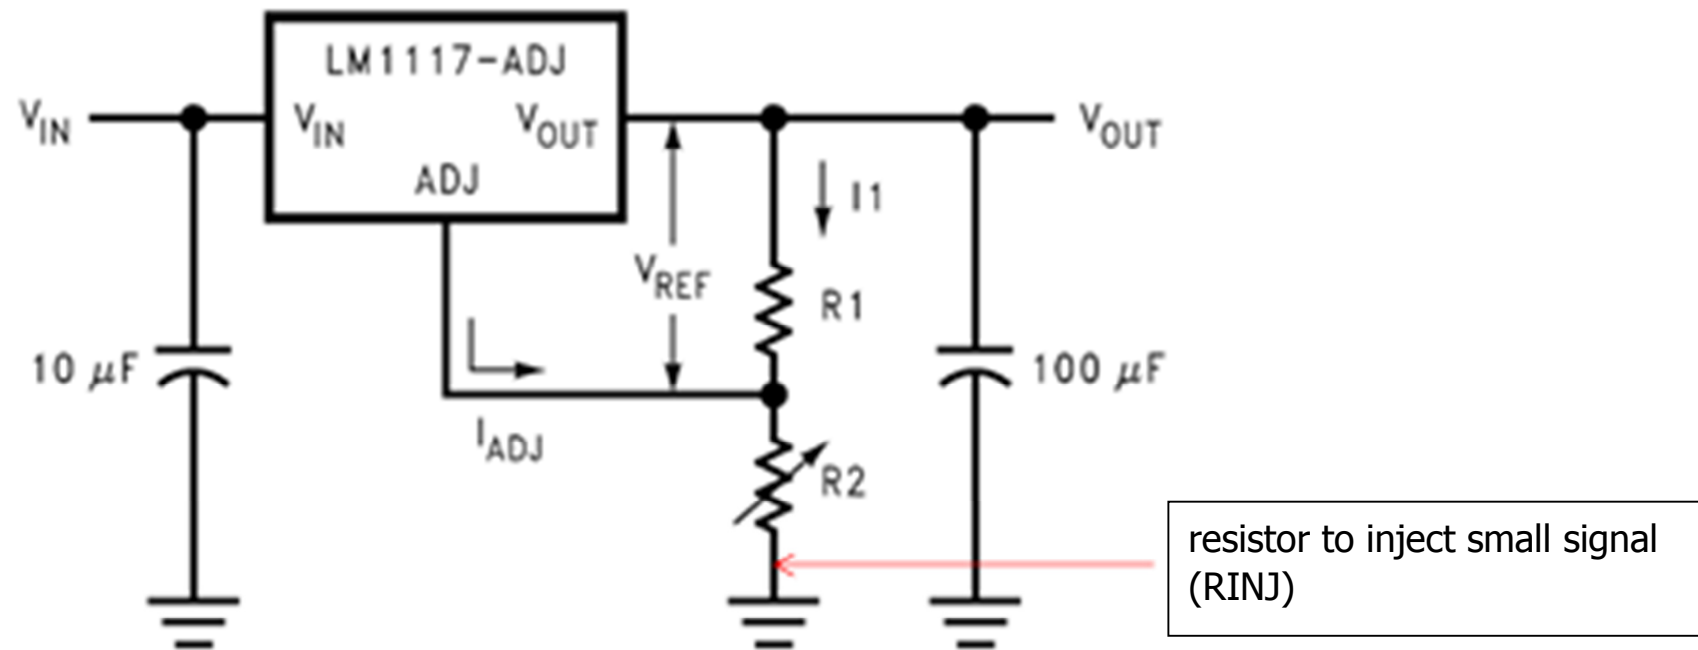 LM1117-ADJ
VIN
VIN
VOUT
VOUT
ADJ
I1
VREF
R1
10 μF
100 μF
IADJ
R2
resistor to inject small signal
(RINJ)